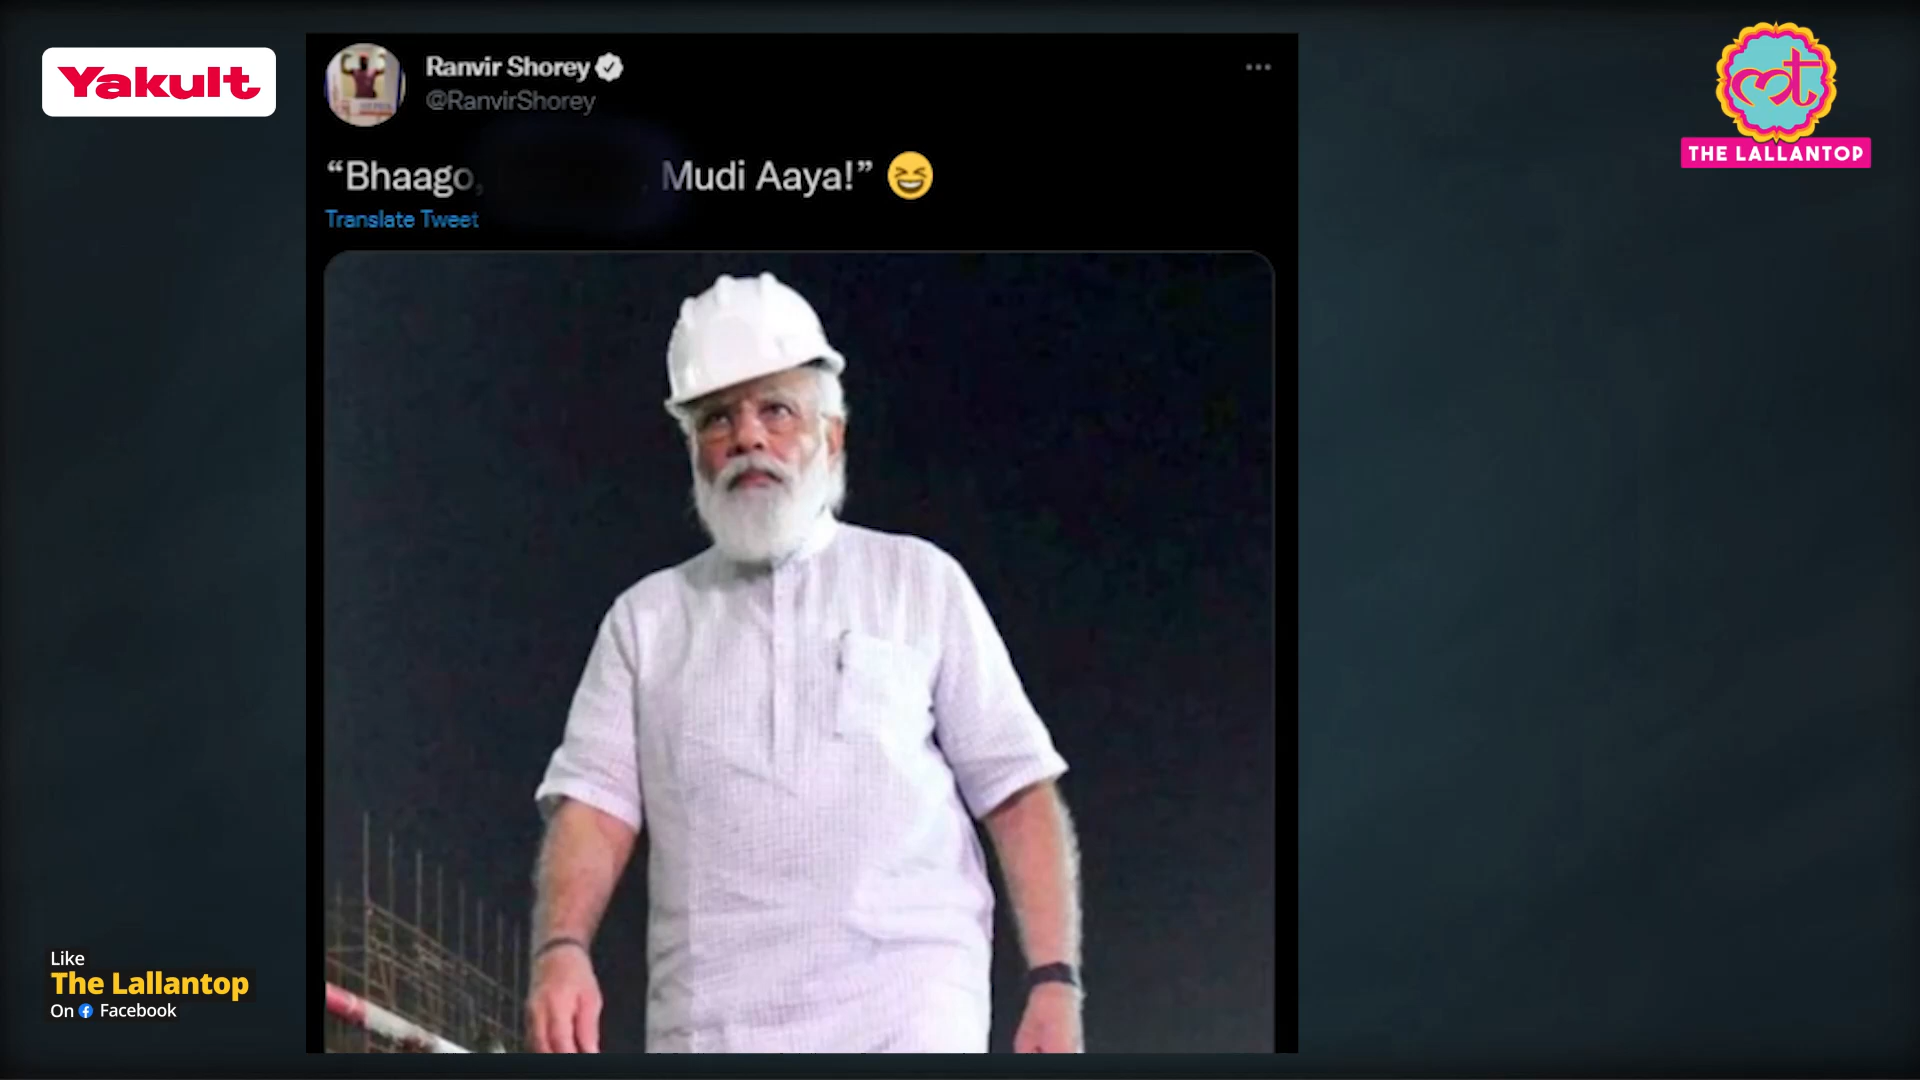 Yakult
Ranvir Shorey
@RanvirShorey
“Bhaago, Mudi Aaya!” 😆
Translate Tweet
THE LALLANTOP
Like
The Lallantop
On Facebook